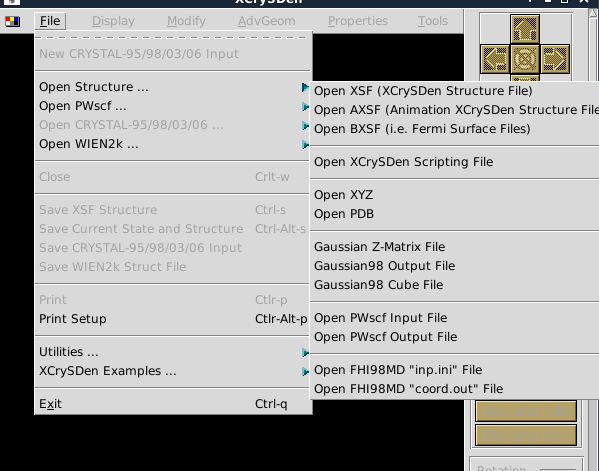 XCrySDen
File Display Modify AdvGeom Properties Tools
New CRYSTAL-95/98/03/06 Input
Open Structure ...
Open PWscf ...
Open CRYSTAL-95/98/03/06 ...
Open WIEN2k ...
Close Crlt-w
Save XSF Structure Ctrl-s
Save Current State and Structure Ctrl-Alt-s
Save CRYSTAL-95/98/03/06 Input
Save WIEN2k Struct File
Print Ctlr-p
Print Setup Ctlr-Alt-p
Utilities ...
XCrySDen Examples ...
Exit Ctrl-q
Open XSF (XCrySDen Structure File)
Open AXSF (Animation XCrySDen Structure File
Open BXSF (i.e. Fermi Surface Files)
Open XCrySDen Scripting File
Open XYZ
Open PDB
Gaussian Z-Matrix File
Gaussian98 Output File
Gaussian98 Cube File
Open PWscf Input File
Open PWscf Output File
Open FHI98MD "inp.ini" File
Open FHI98MD "coord.out" File
Rotation